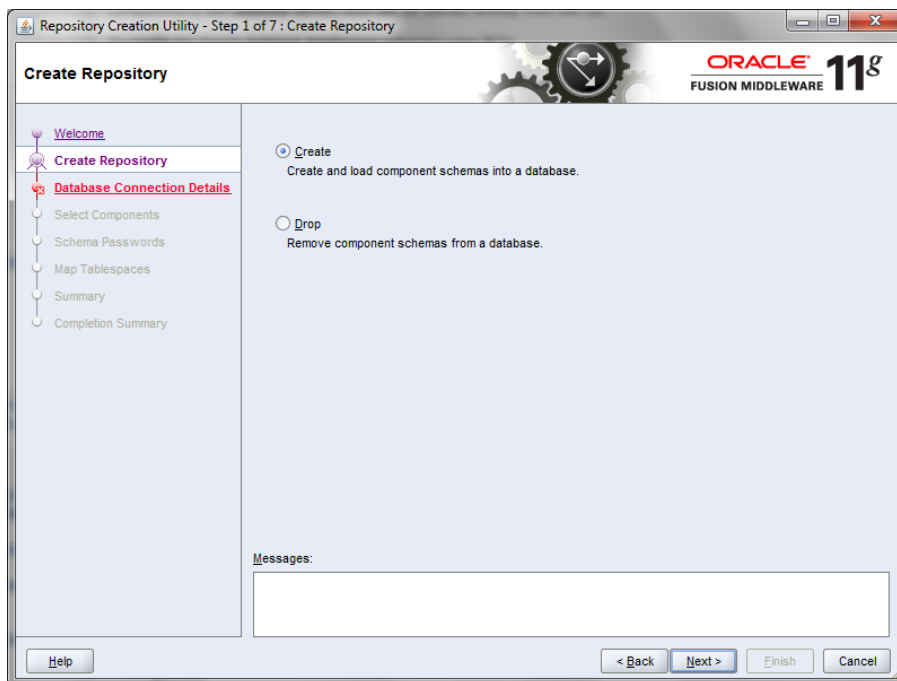 Repository Creation Utility - Step 1 of 7 : Create Repository
Create Repository
ORACLE
FUSION MIDDLEWARE 11g
Welcome
Create Repository
Database Connection Details
Select Components
Schema Passwords
Map Tablespaces
Summary
Completion Summary
Create
Create and load component schemas into a database.
Drop
Remove component schemas from a database.
Messages:
Help
< Back
Next >
Finish
Cancel